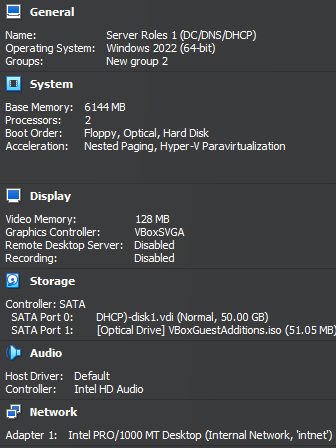 General
Name: Server Roles 1 (DC/DNS/DHCP)
Operating System: Windows 2022 (64-bit)
Groups: New group 2
System
Base Memory: 6144 MB
Processors: 2
Boot Order: Floppy, Optical, Hard Disk
Acceleration: Nested Paging, Hyper-V Paravirtualization
Display
Video Memory: 128 MB
Graphics Controller: VBoxSVGA
Remote Desktop Server: Disabled
Recording: Disabled
Storage
Controller: SATA
SATA Port 0: DHCP)-disk1.vdi (Normal, 50.00 GB)
SATA Port 1: [Optical Drive] VBoxGuestAdditions.iso (51.05 MB)
Audio
Host Driver: Default
Controller: Intel HD Audio
Network
Adapter 1: Intel PRO/1000 MT Desktop (Internal Network, 'intnet')